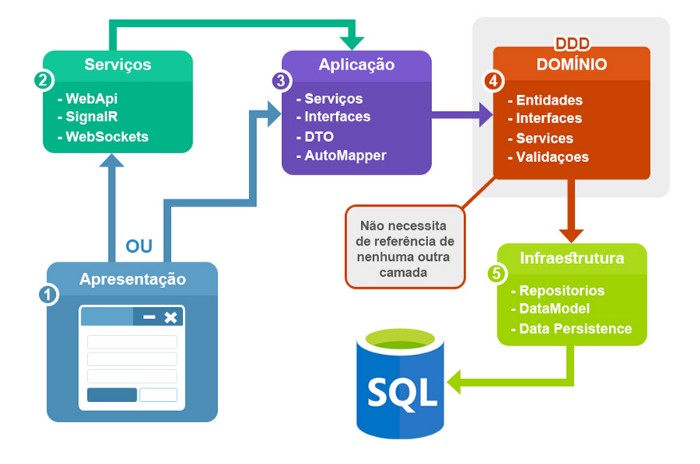 2
Serviços
- WebApi
- SignalR
- WebSockets
3
Aplicação
- Serviços
- Interfaces
- DTO
- AutoMapper
DDD
4
DOMÍNIO
- Entidades
- Interfaces
- Services
- Validaçoes
Não necessita
de referência de
nenhuma outra
camada
OU
1
Apresentação
5
Infraestrutura
- Repositorios
- DataModel
- Data Persistence
SQL